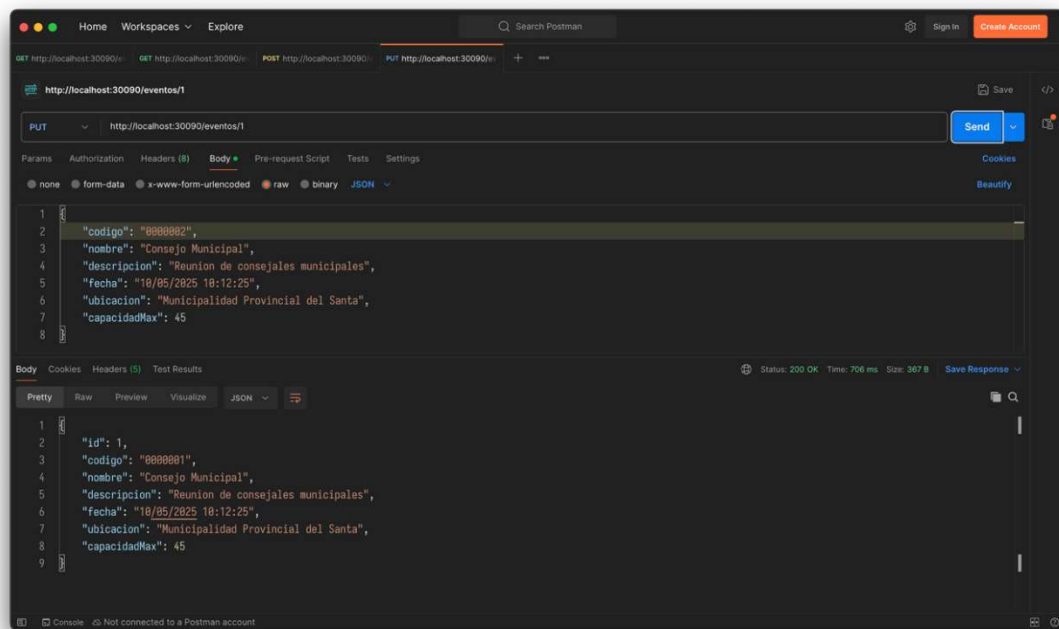 Home Workspaces Explore Search Postman Sign In Create Account
GET http://localhost:30090/e GET http://localhost:30090/e POST http://localhost:30090/ PUT http://localhost:30090/e
http://localhost:30090/eventos/1 Save
PUT http://localhost:30090/eventos/1 Send
Params Authorization Headers (8) Body Pre-request Script Tests Settings Cookies
none form-data x-www-form-urlencoded raw binary JSON Beautify
1 {
2 "codigo": "0000002",
3 "nombre": "Consejo Municipal",
4 "descripcion": "Reunion de consejales municipales",
5 "fecha": "10/05/2025 10:12:25",
6 "ubicacion": "Municipalidad Provincial del Santa",
7 "capacidadMax": 45
8 }
Body Cookies Headers (5) Test Results Status: 200 OK Time: 706 ms Size: 367 B Save Response
Pretty Raw Preview Visualize JSON
1 {
2 "id": 1,
3 "codigo": "0000001",
4 "nombre": "Consejo Municipal",
5 "descripcion": "Reunion de consejales municipales",
6 "fecha": "10/05/2025 10:12:25",
7 "ubicacion": "Municipalidad Provincial del Santa",
8 "capacidadMax": 45
9 }
Console Not connected to a Postman account